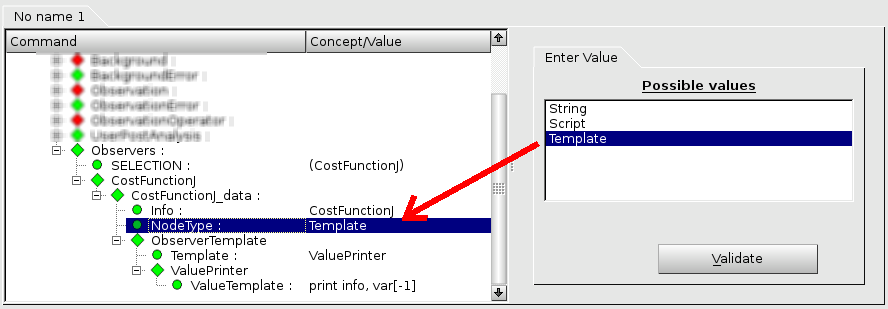 No name 1
Command Concept/Value
Background :
BackgroundError :
Observation :
ObservationError :
ObservationOperator :
UserPostAnalysis :
Observers :
SELECTION : (CostFunctionJ)
CostFunctionJ
CostFunctionJ_data :
Info : CostFunctionJ
NodeType : Template
ObserverTemplate
Template : ValuePrinter
ValuePrinter
ValueTemplate : print info, var[-1]
Enter Value
Possible values
String
Script
Template
Validate